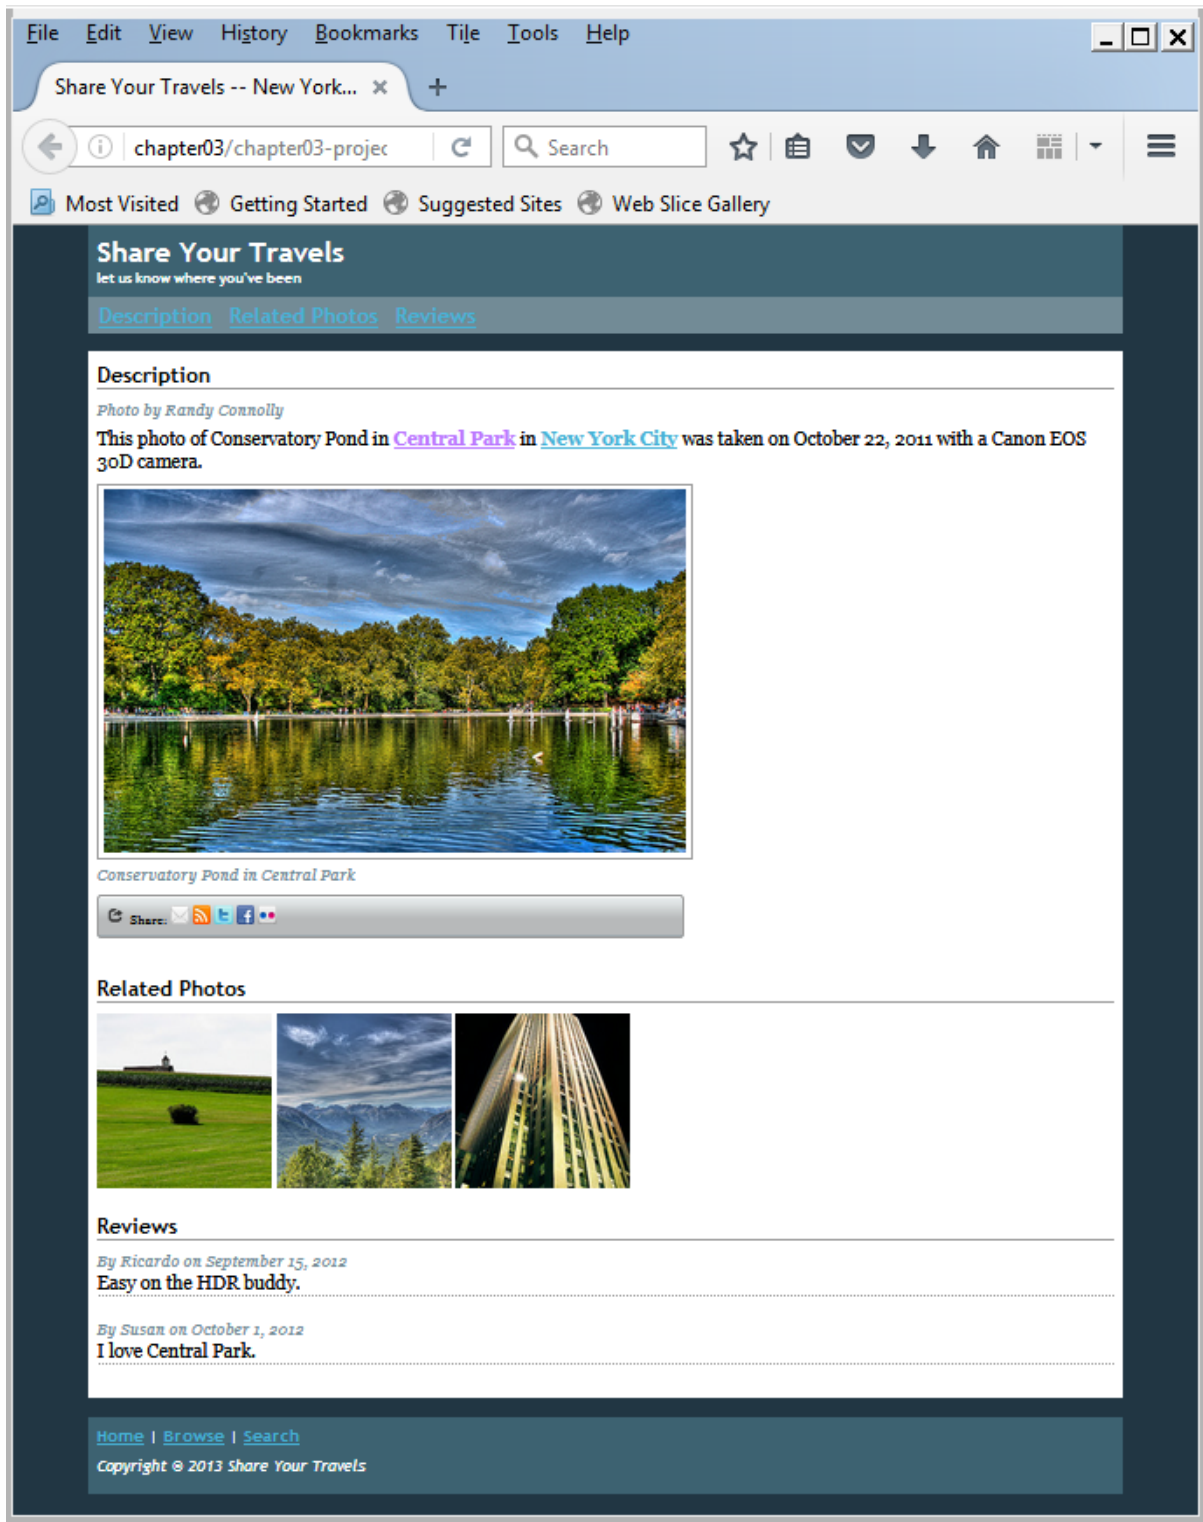 File Edit View History Bookmarks Tile Tools Help
Share Your Travels -- New York...
chapter03/chapter03-projec Search
Most Visited Getting Started Suggested Sites Web Slice Gallery
Share Your Travels
let us know where you've been
Description Related Photos Reviews
Description
Photo by Randy Connolly
This photo of Conservatory Pond in Central Park in New York City was taken on October 22, 2011 with a Canon EOS
30D camera.
Conservatory Pond in Central Park
Share:
Related Photos
Reviews
By Ricardo on September 15, 2012
Easy on the HDR buddy.
By Susan on October 1, 2012
I love Central Park.
Home | Browse | Search
Copyright © 2013 Share Your Travels